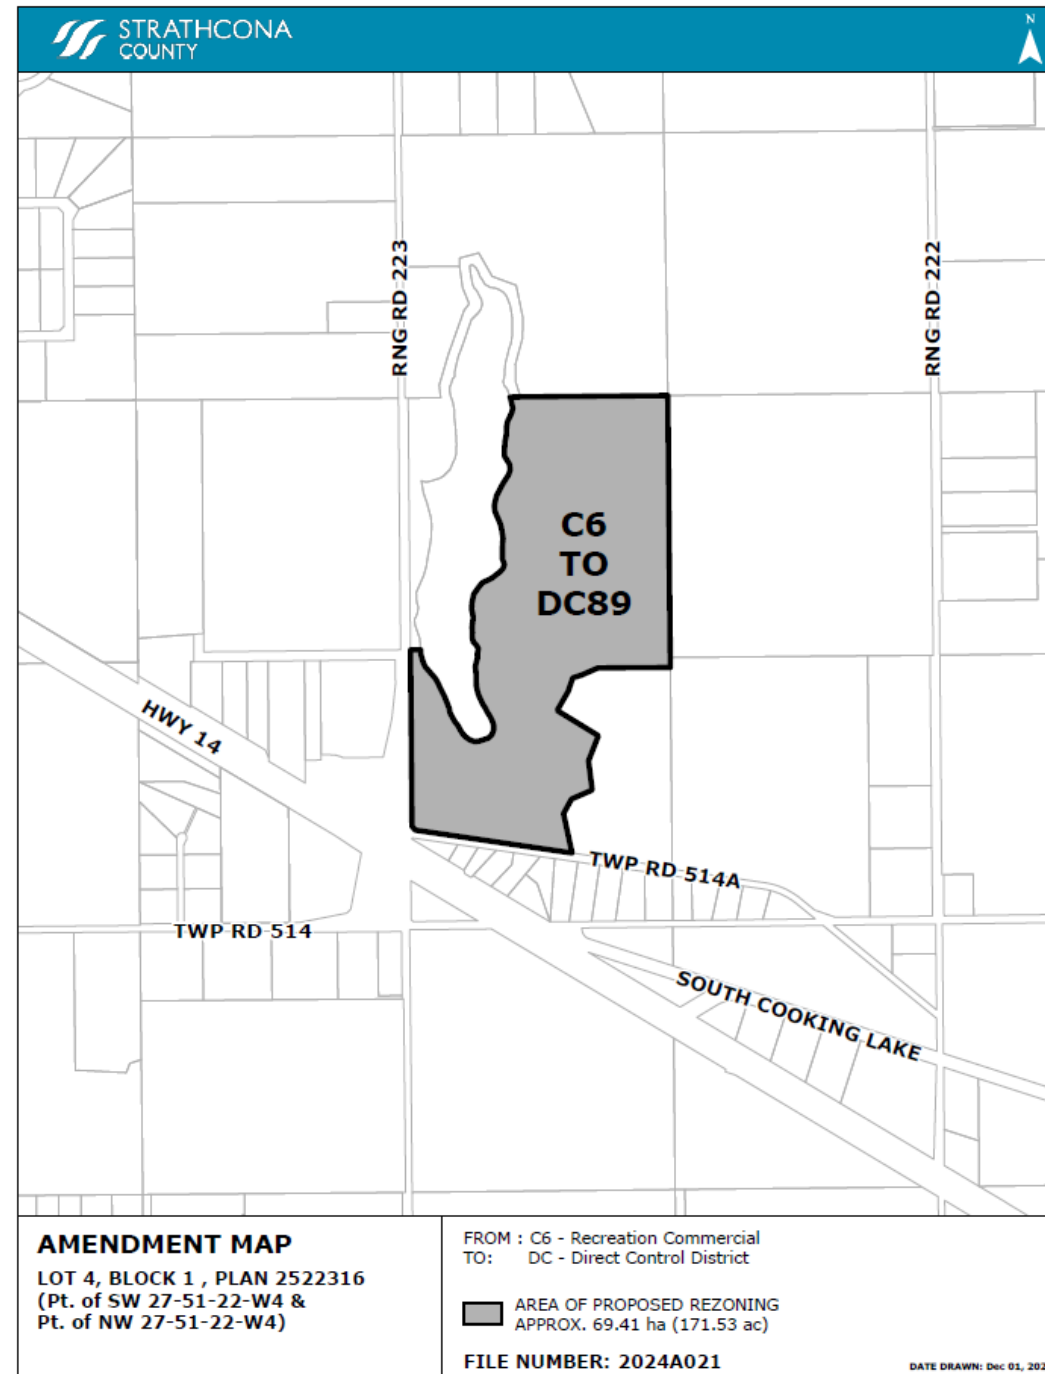 STRATHCONA
COUNTY
N
RNG RD 223
RNG RD 222
C6
TO
DC89
HWY 14
TWP RD 514A
TWP RD 514
SOUTH COOKING LAKE
AMENDMENT MAP
LOT 4, BLOCK 1 , PLAN 2522316
(Pt. of SW 27-51-22-W4 &
Pt. of NW 27-51-22-W4)
FROM : C6 - Recreation Commercial
TO: DC - Direct Control District
AREA OF PROPOSED REZONING
APPROX. 69.41 ha (171.53 ac)
FILE NUMBER: 2024A021
DATE DRAWN: Dec 01, 202